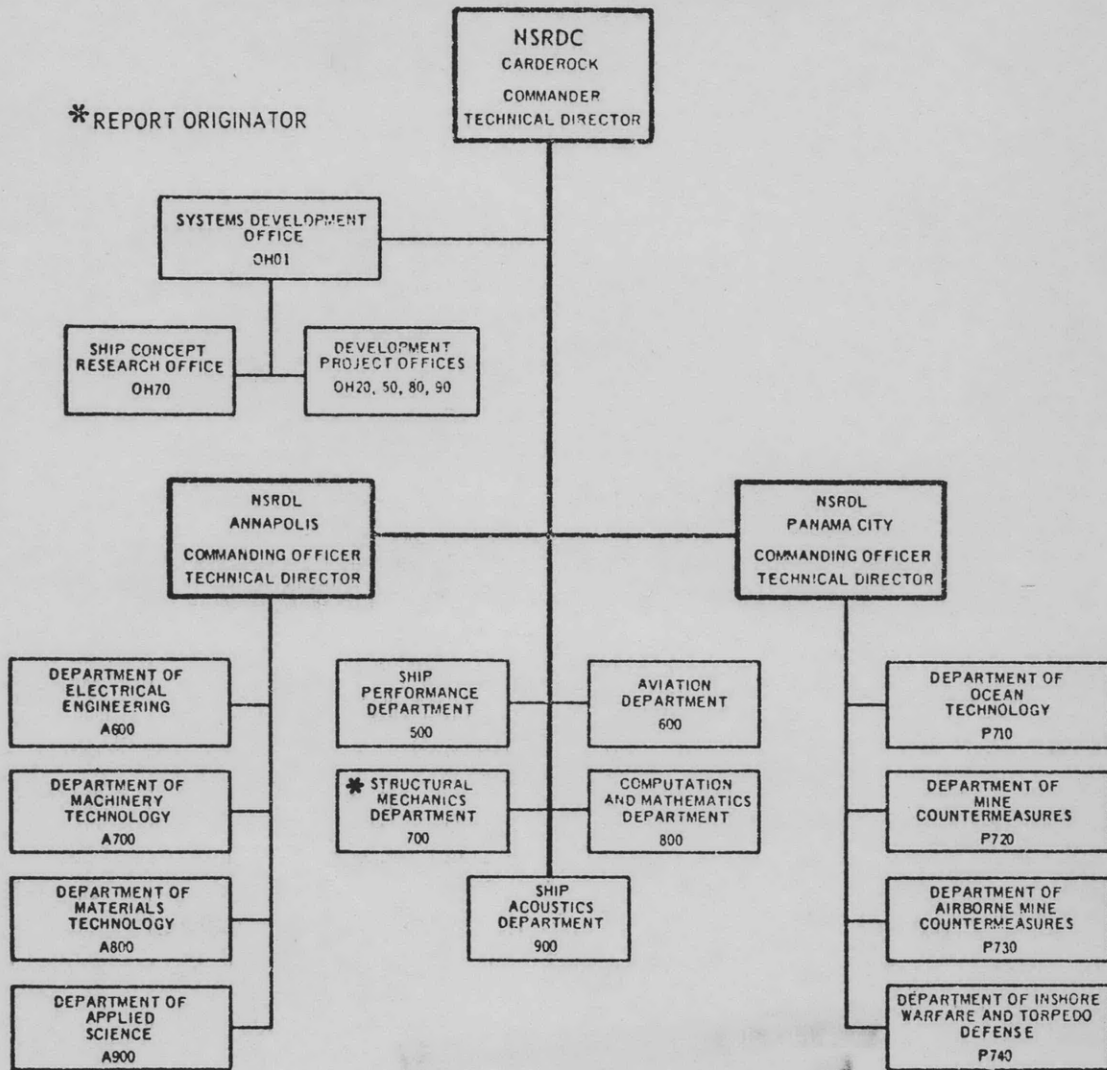 NSRDC
CARDEROCK
COMMANDER
TECHNICAL DIRECTOR
*REPORT ORIGINATOR
SYSTEMS DEVELOPMENT
OFFICE
OH01
SHIP CONCEPT
RESEARCH OFFICE
OH70
DEVELOPMENT
PROJECT OFFICES
OH20, 50, 80, 90
NSRDL
ANNAPOLIS
COMMANDING OFFICER
TECHNICAL DIRECTOR
NSRDL
PANAMA CITY
COMMANDING OFFICER
TECHNICAL DIRECTOR
DEPARTMENT OF
ELECTRICAL
ENGINEERING
A600
SHIP
PERFORMANCE
DEPARTMENT
500
AVIATION
DEPARTMENT
600
DEPARTMENT OF
OCEAN
TECHNOLOGY
P710
DEPARTMENT OF
MACHINERY
TECHNOLOGY
A700
* STRUCTURAL
MECHANICS
DEPARTMENT
700
COMPUTATION
AND MATHEMATICS
DEPARTMENT
800
DEPARTMENT OF
MINE
COUNTERMEASURES
P720
DEPARTMENT OF
MATERIALS
TECHNOLOGY
A800
SHIP
ACOUSTICS
DEPARTMENT
900
DEPARTMENT OF
AIRBORNE MINE
COUNTERMEASURES
P730
DEPARTMENT OF
APPLIED
SCIENCE
A900
DEPARTMENT OF INSHORE
WARFARE AND TORPEDO
DEFENSE
P740